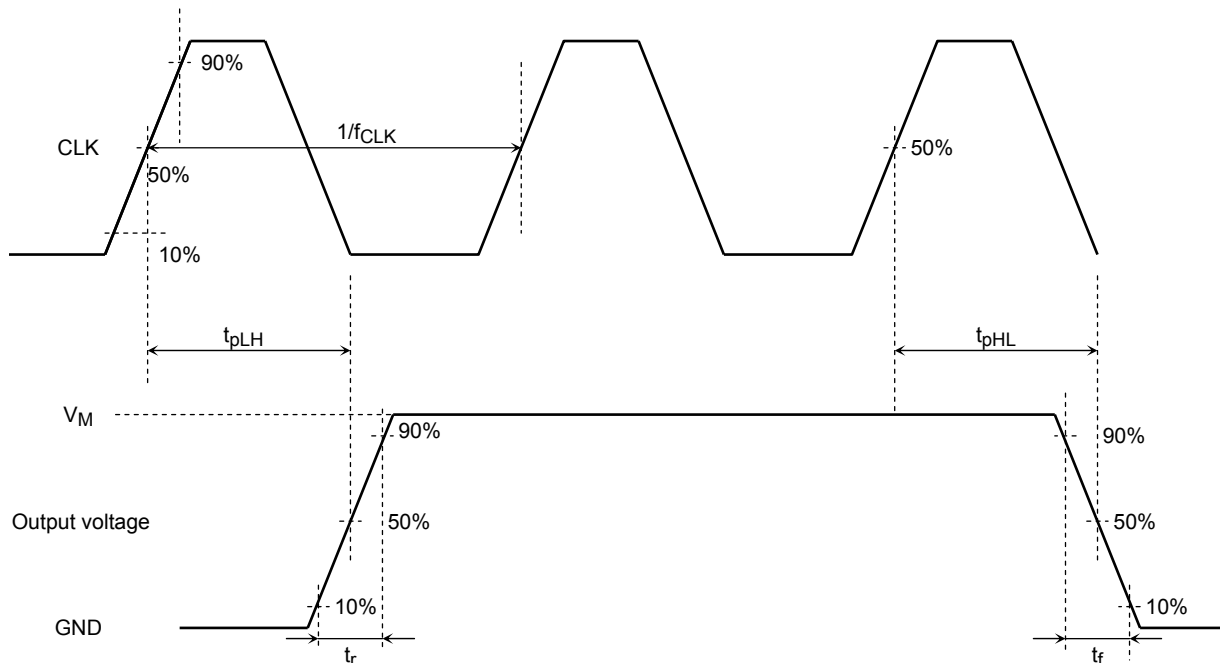 90%
CLK
1/fCLK
50%
50%
10%
tpLH
tpHL
VM
90%
90%
Output voltage
50%
50%
10%
10%
GND
tr
tf